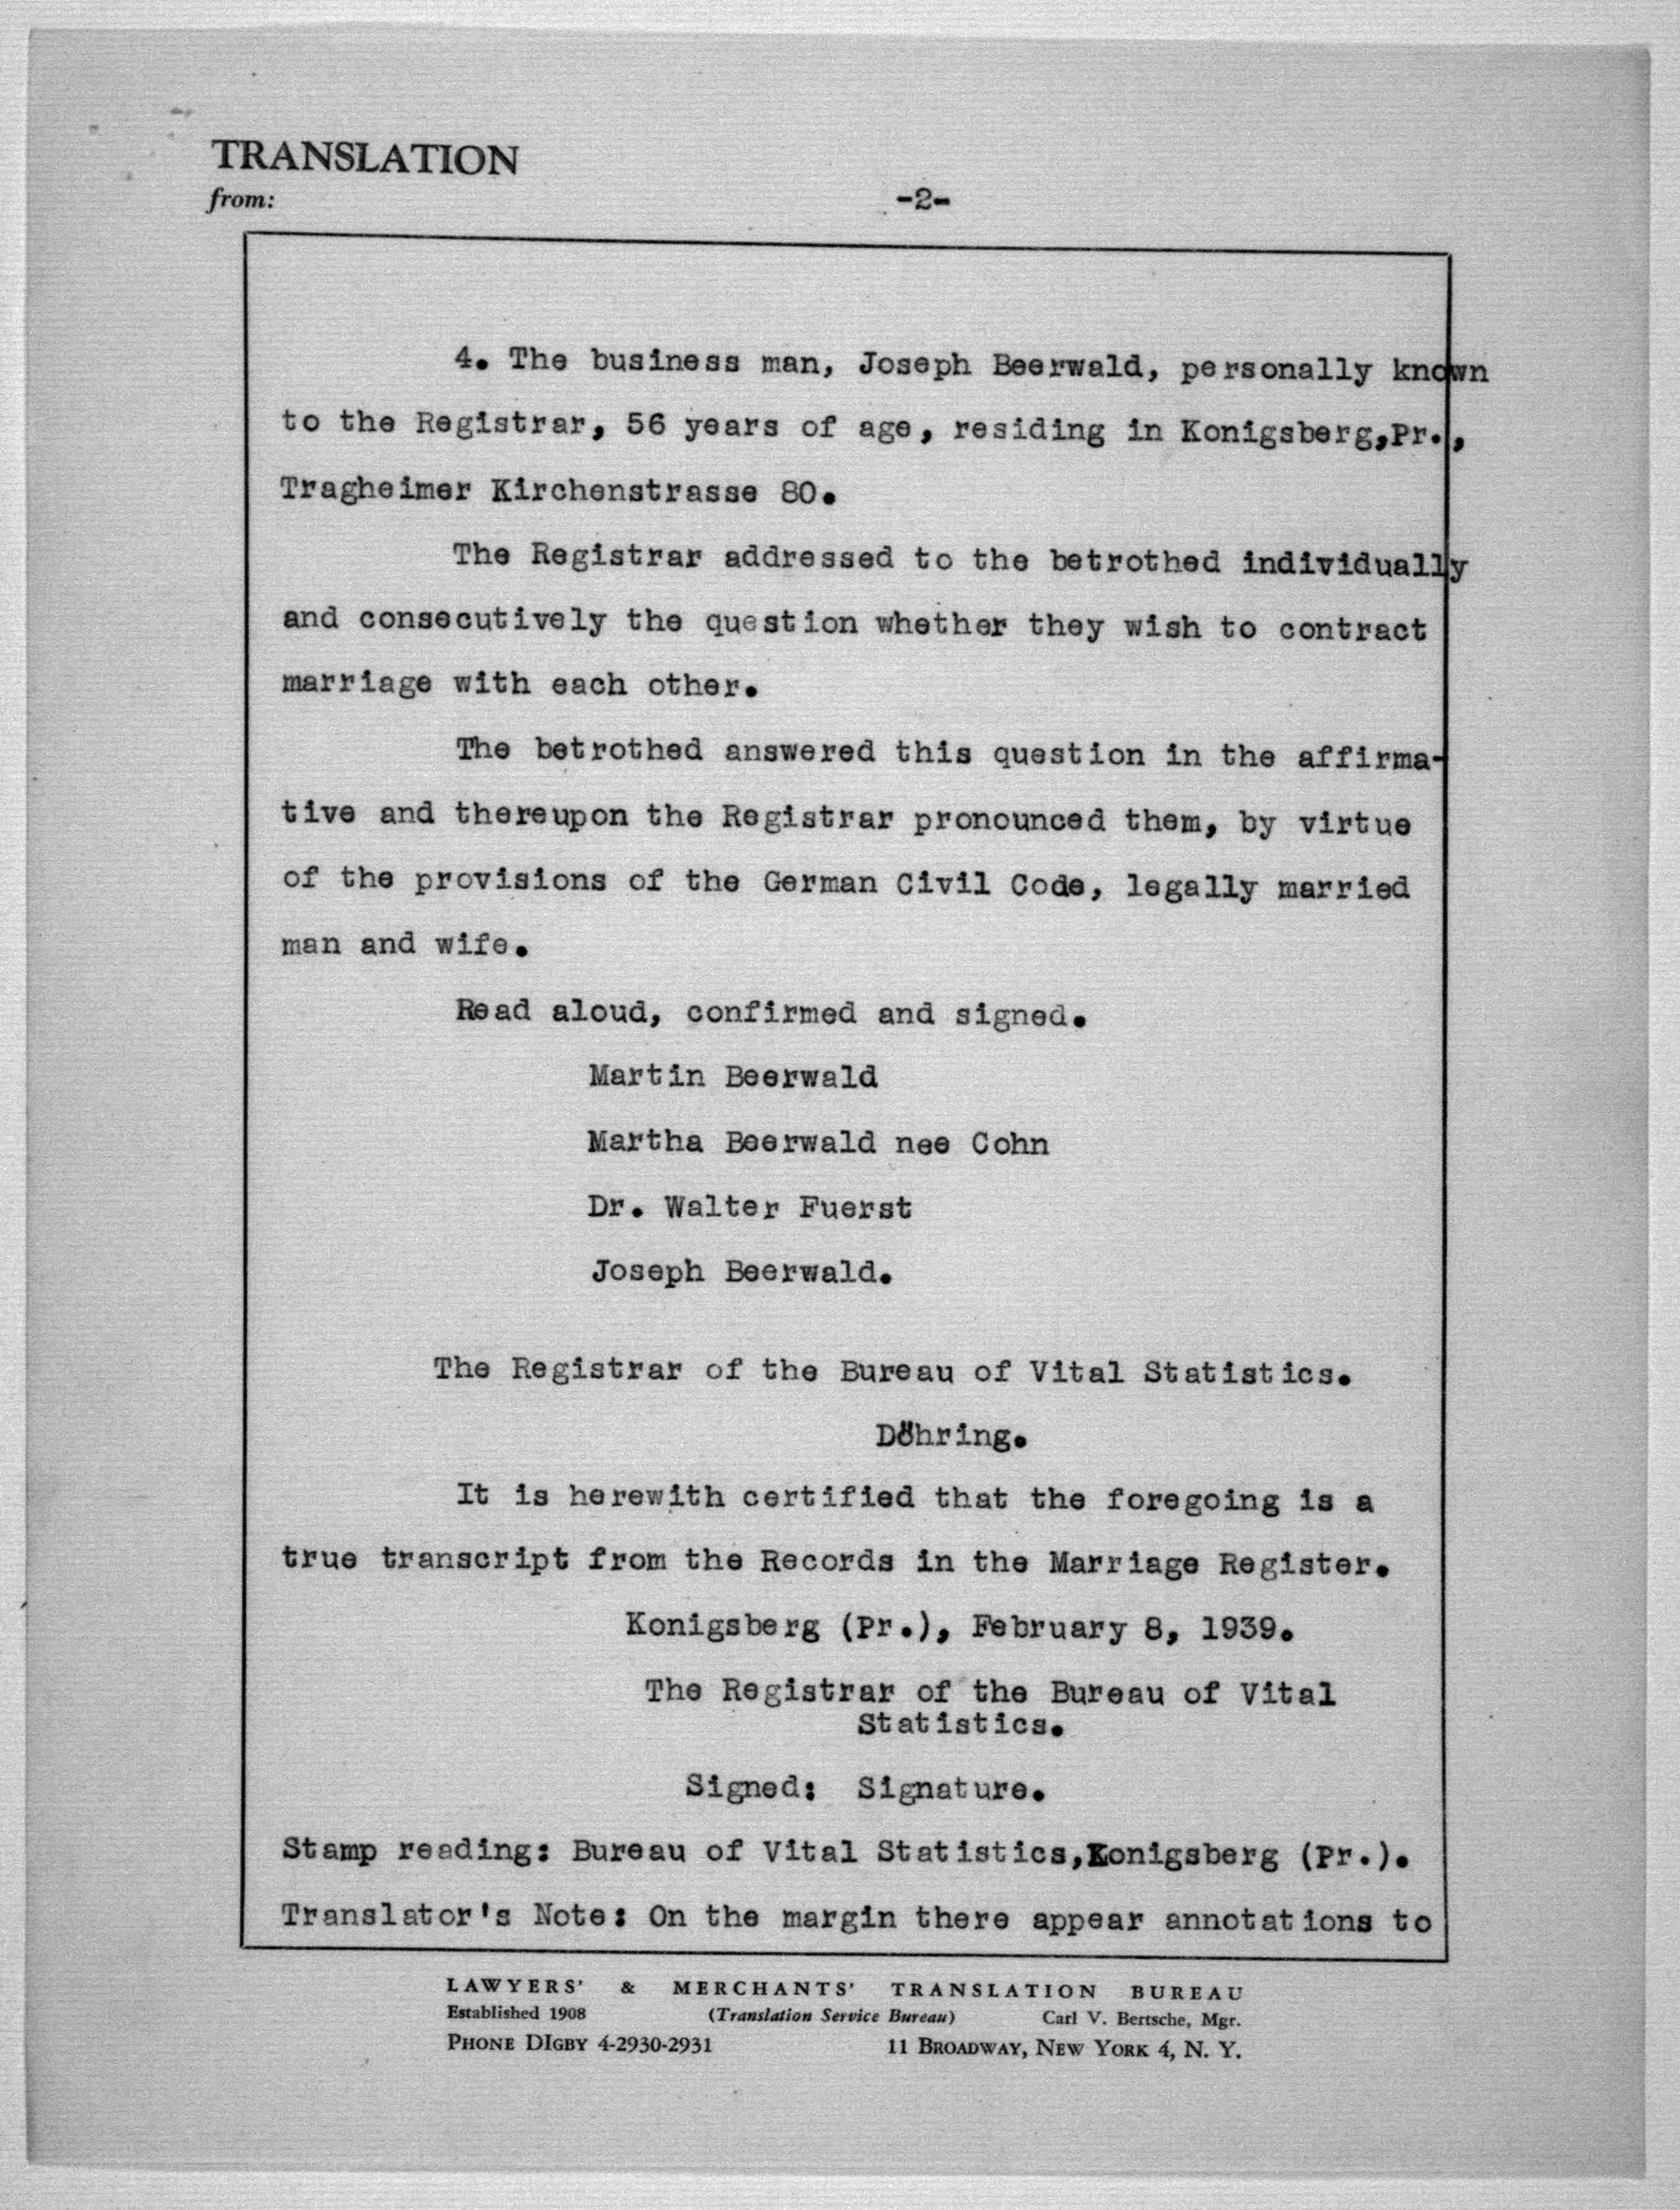 TRANSLATION
from:
-2-
4. The business man, Joseph Beerwald, personally known
to the Registrar, 56 years of age, residing in Konigsberg,Pr.,
Tragheimer Kirchenstrasse 80.
The Registrar addressed to the betrothed individually
and consecutively the question whether they wish to contract
marriage with each other.
The betrothed answered this question in the affirma-
tive and thereupon the Registrar pronounced them, by virtue
of the provisions of the German Civil Code, legally married
man and wife.
Read aloud, confirmed and signed.
Martin Beerwald
Martha Beerwald nee Cohn
Dr. Walter Fuerst
Joseph Beerwald.
The Registrar of the Bureau of Vital Statistics.
Döhring.
It is herewith certified that the foregoing is a
true transcript from the Records in the Marriage Register.
Konigsberg (Pr.), February 8, 1939.
The Registrar of the Bureau of Vital
Statistics.
Signed: Signature.
Stamp reading: Bureau of Vital Statistics,Konigsberg (Pr.).
Translator's Note: On the margin there appear annotations to
LAWYERS' & MERCHANTS' TRANSLATION BUREAU
Established 1908 (Translation Service Bureau) Carl V. Bertsche, Mgr.
PHONE DIGBY 4-2930-2931 11 BROADWAY, NEW YORK 4, N. Y.